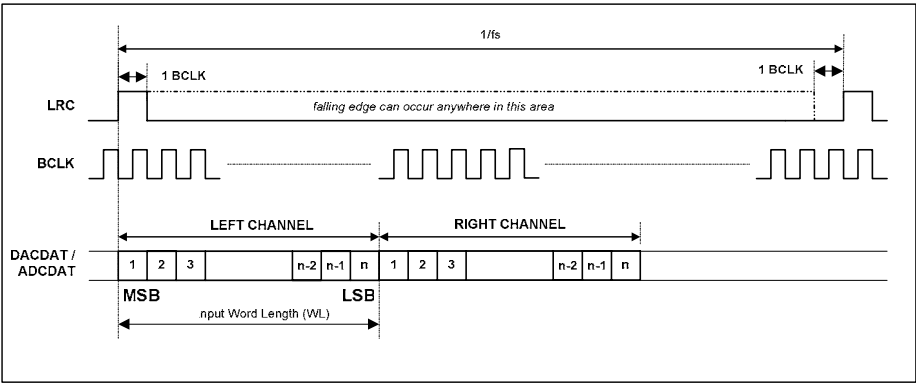 1/fs
1 BCLK
1 BCLK
LRC
falling edge can occur anywhere in this area
BCLK
LEFT CHANNEL
RIGHT CHANNEL
DACDAT /
ADCDAT
1 2 3 n-2 n-1 n 1 2 3 n-2 n-1 n
MSB
LSB
nput Word Length (WL)